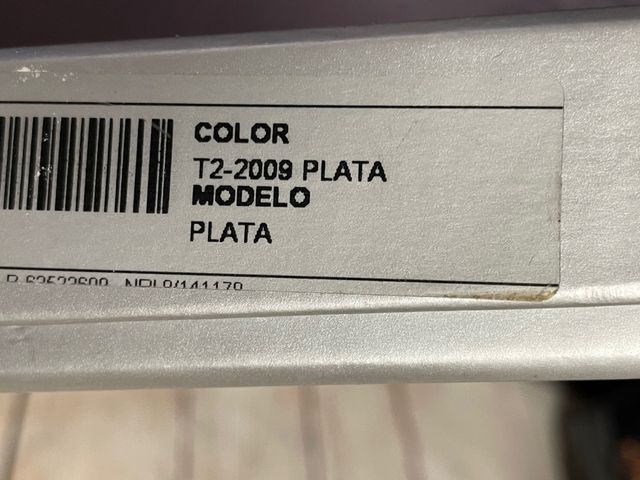 COLOR
T2-2009 PLATA
MODELO
PLATA